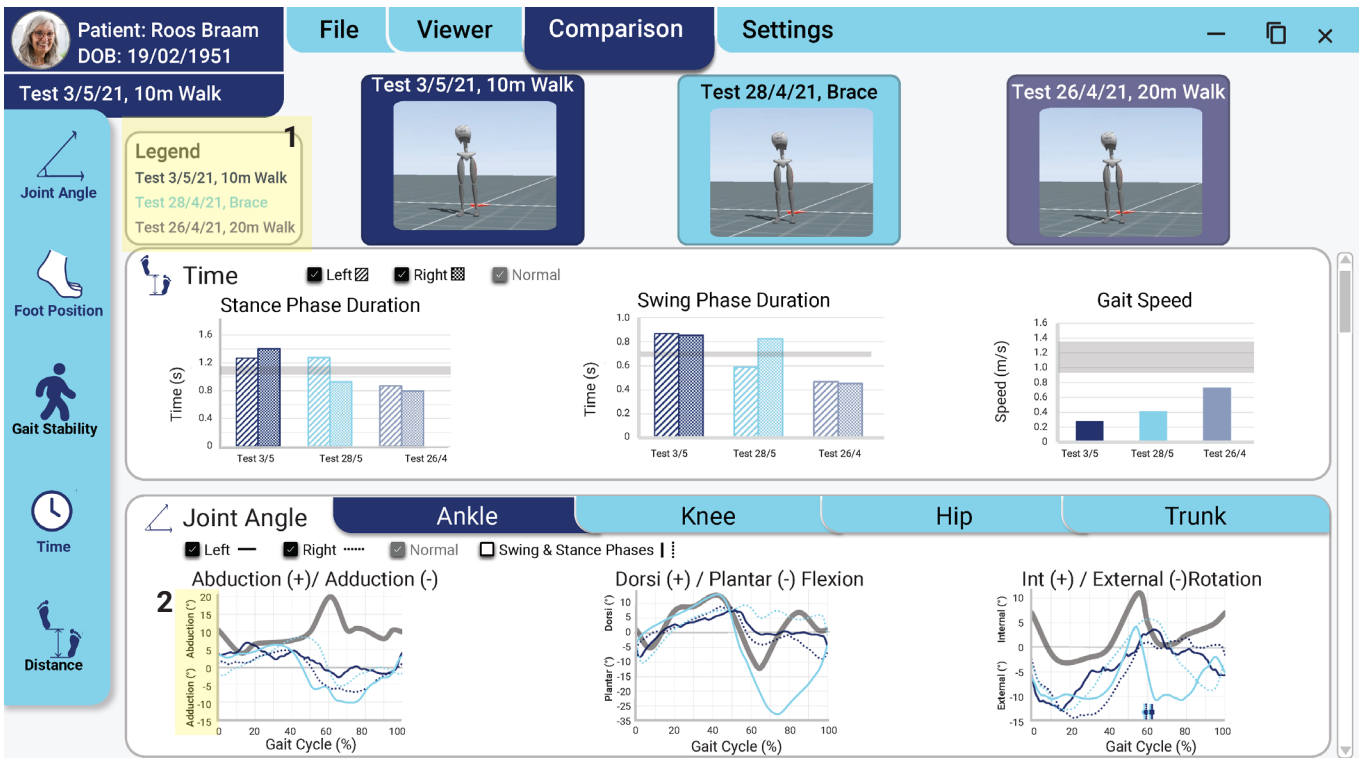 Patient: Roos Braam
DOB: 19/02/1951
File
Viewer
Comparison
Settings
Test 3/5/21, 10m Walk
Test 3/5/21, 10m Walk
Test 28/4/21, Brace
Test 26/4/21, 20m Walk
1
Legend
Test 3/5/21, 10m Walk
Test 28/4/21, Brace
Test 26/4/21, 20m Walk
Joint Angle
Foot Position
Gait Stability
Time
Distance
Time
Left
Right
Normal
Stance Phase Duration
Time (s)
1.6
1.2
0.8
0.4
0
Test 3/5
Test 28/5
Test 26/4
Swing Phase Duration
Time (s)
1.0
0.8
0.6
0.4
0.2
0
Test 3/5
Test 28/5
Test 26/4
Gait Speed
Speed (m/s)
1.6
1.4
1.2
1.0
0.8
0.6
0.4
0.2
0
Test 3/5
Test 28/5
Test 26/4
Joint Angle
Ankle
Knee
Hip
Trunk
Left
Right
Normal
Swing & Stance Phases
2
Abduction (+)/ Adduction (-)
Abduction (°)
Adduction (°)
20
15
10
5
0
-5
-10
-15
0 20 40 60 80 100
Gait Cycle (%)
Dorsi (+) / Plantar (-) Flexion
Dorsi (°)
Plantar (°)
10
5
0
-5
-10
-15
-20
-25
-35
0 20 40 60 80 100
Gait Cycle (%)
Int (+) / External (-)Rotation
Internal (°)
External (°)
10
5
0
-5
-10
-15
0 20 40 60 80 100
Gait Cycle (%)